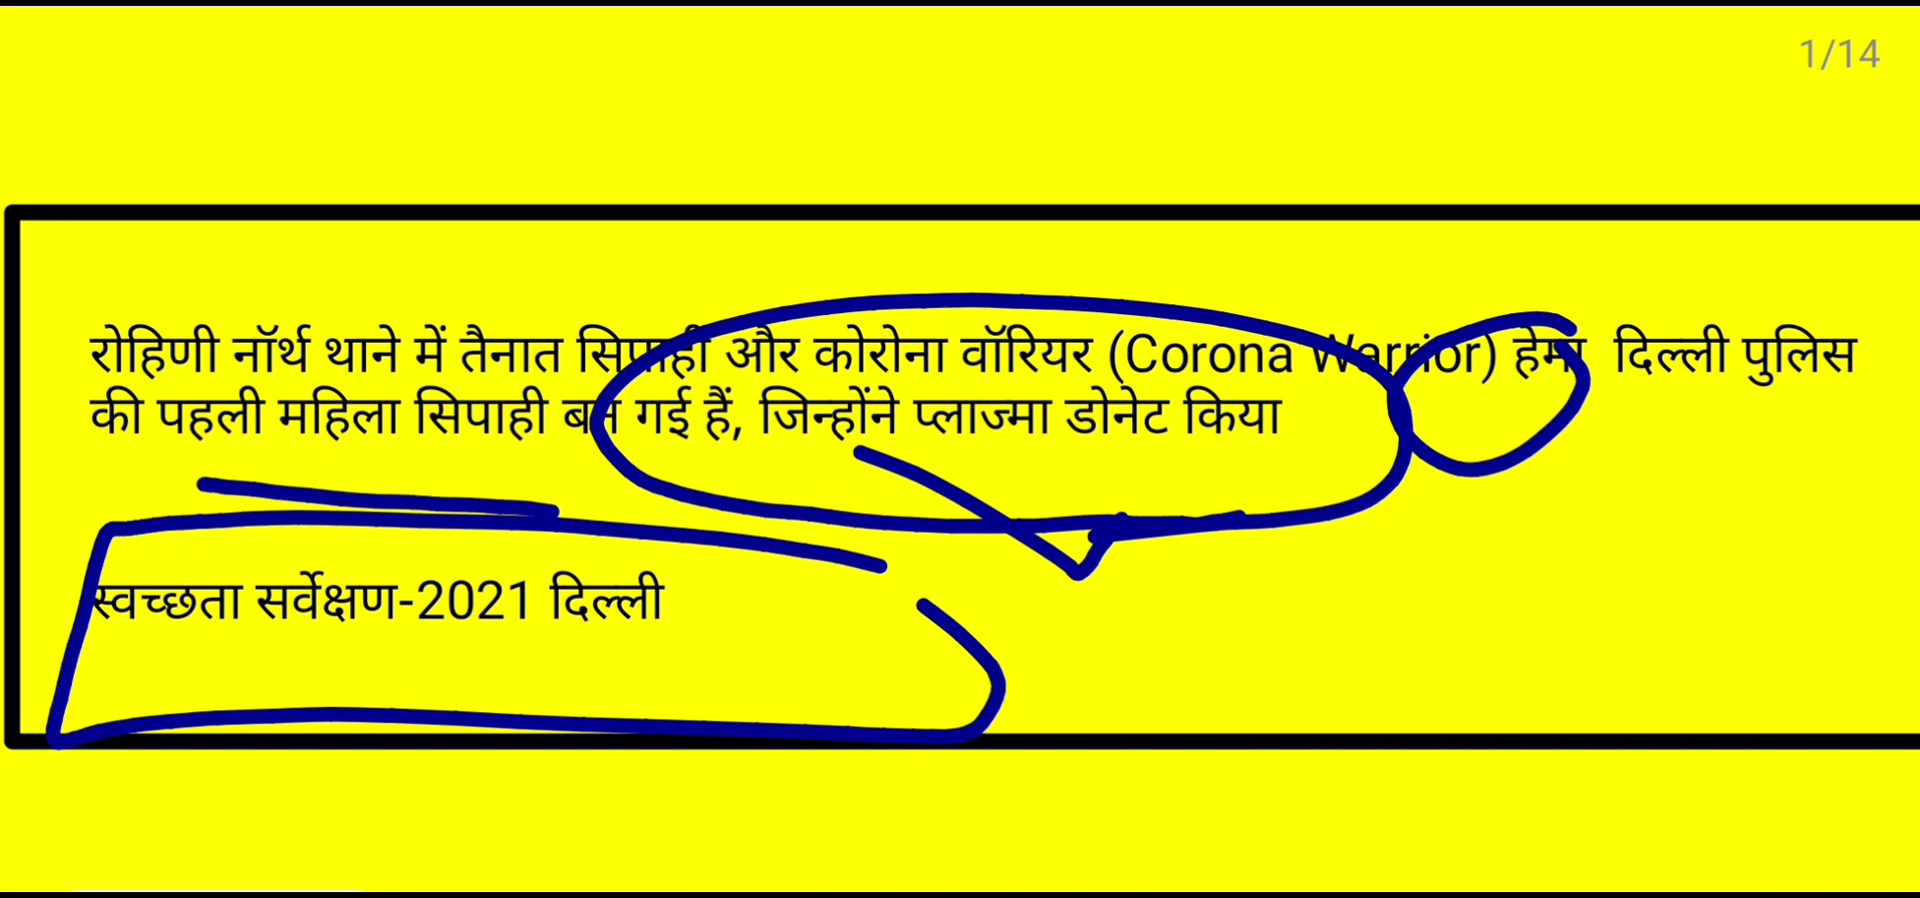 1/14
रोहिणी नॉर्थ थाने में तैनात सिपाही और कोरोना वॉरियर (Corona Warrior) हेमा दिल्ली पुलिस
की पहली महिला सिपाही बन गई हैं, जिन्होंने प्लाज्मा डोनेट किया
स्वच्छता सर्वेक्षण-2021 दिल्ली